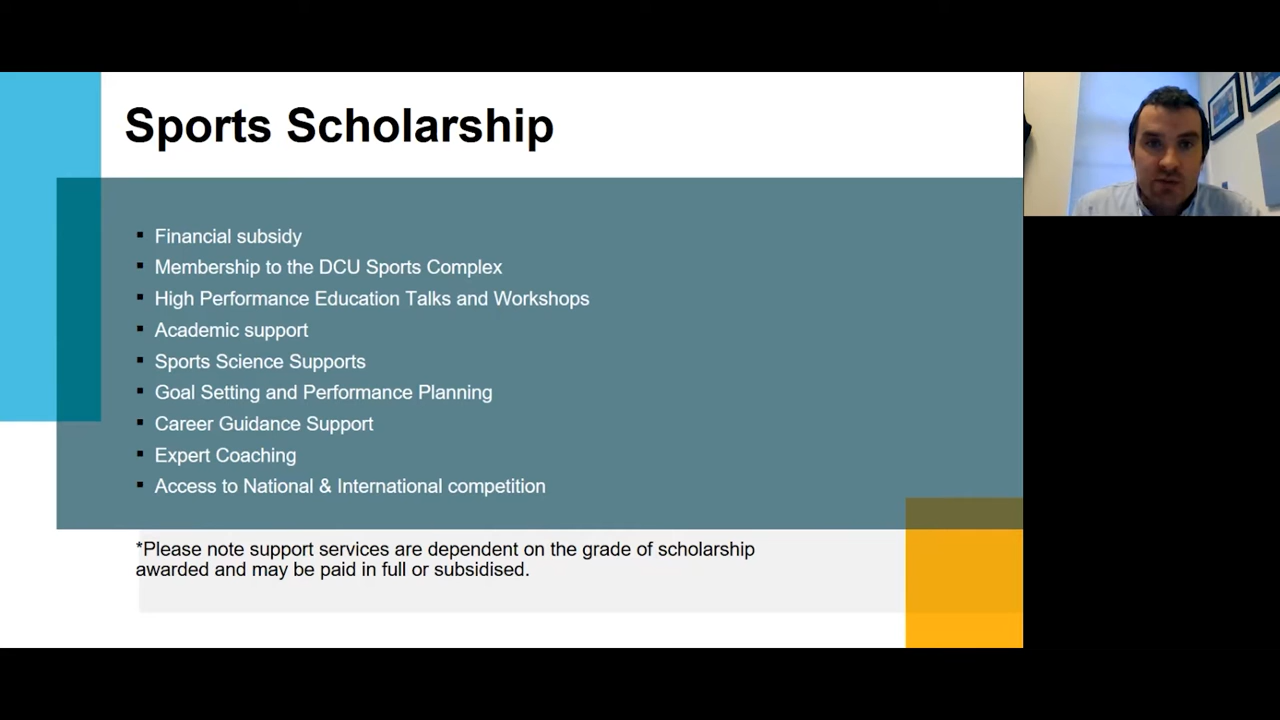 Sports Scholarship
Financial subsidy
Membership to the DCU Sports Complex
High Performance Education Talks and Workshops
Academic support
Sports Science Supports
Goal Setting and Performance Planning
Career Guidance Support
Expert Coaching
Access to National & International competition
*Please note support services are dependent on the grade of scholarship
awarded and may be paid in full or subsidised.